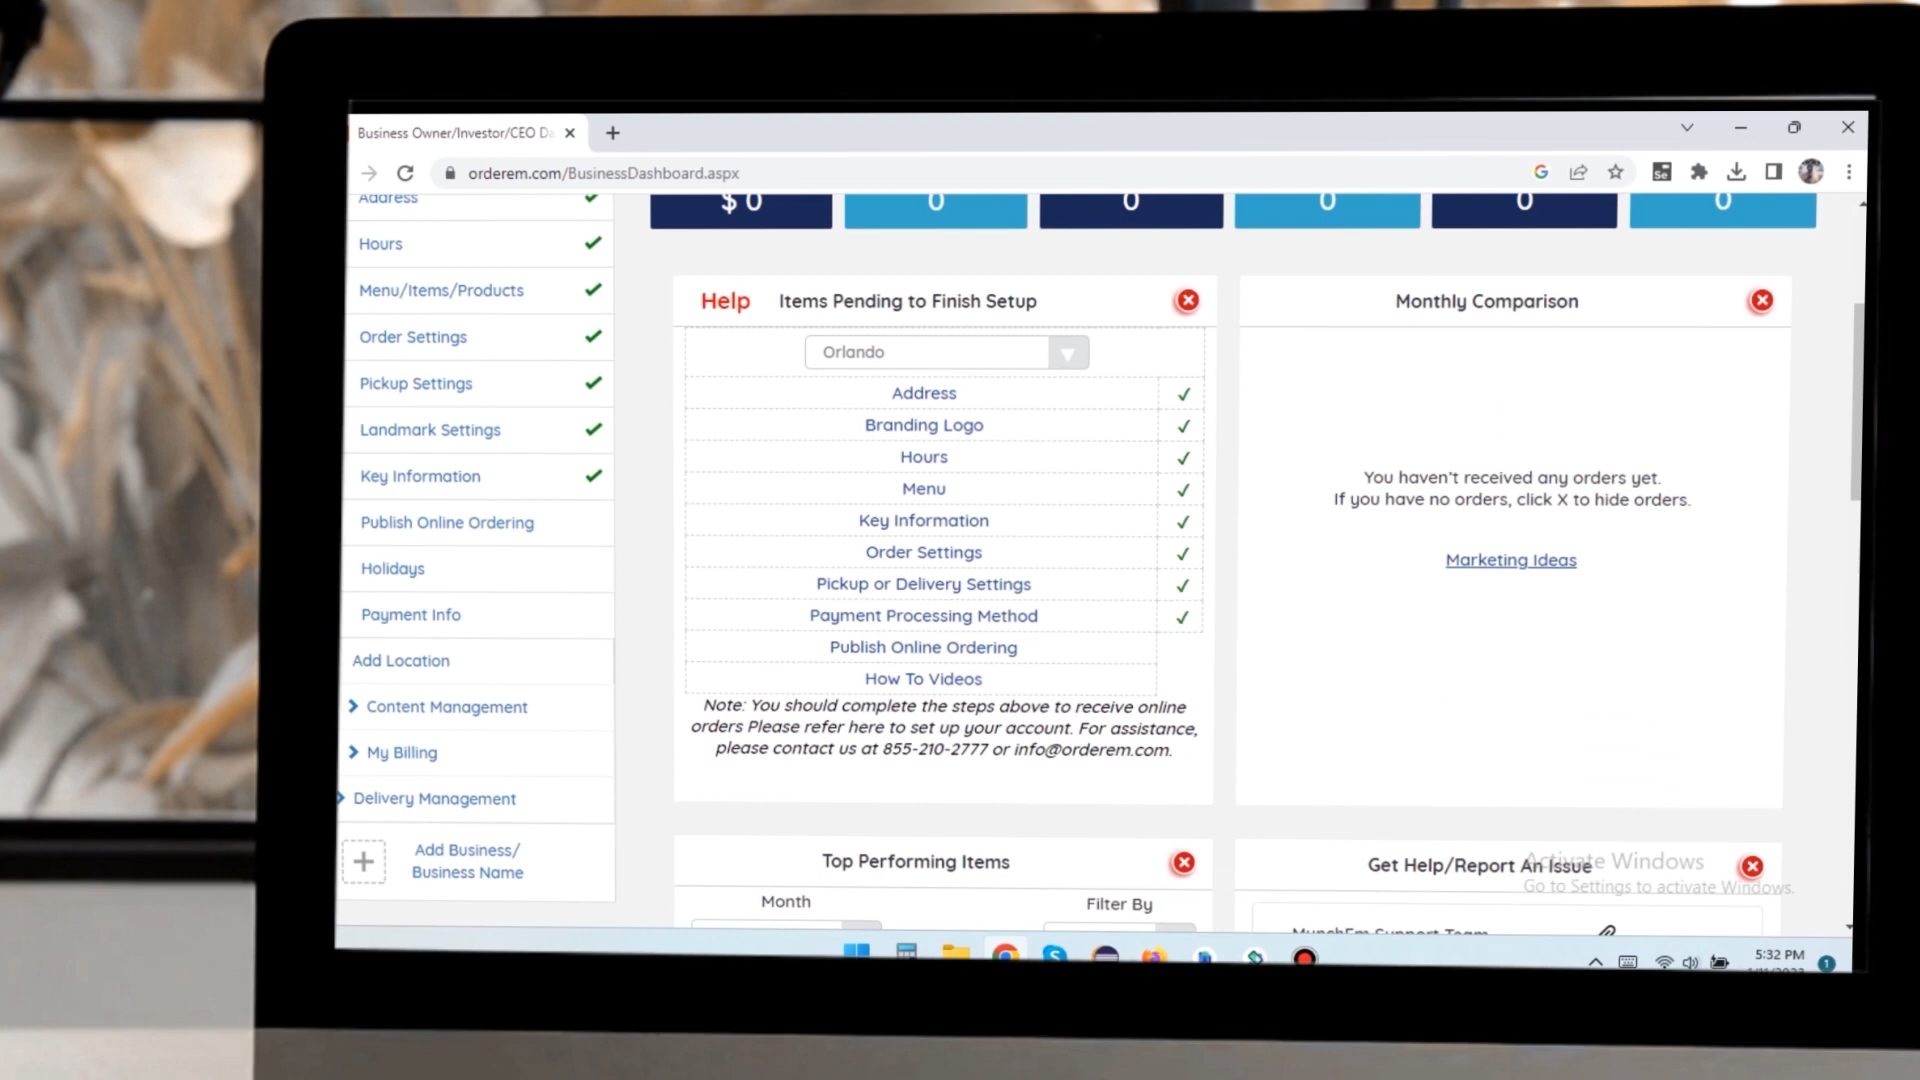 Business Owner/Investor/CEO Da
orderem.com/BusinessDashboard.aspx
Address
Hours
Menu/Items/Products
Order Settings
Pickup Settings
Landmark Settings
Key Information
Publish Online Ordering
Holidays
Payment Info
Add Location
Content Management
My Billing
Delivery Management
Add Business/
Business Name
$ 0
0
0
0
0
0
Help Items Pending to Finish Setup
Orlando
Address
Branding Logo
Hours
Menu
Key Information
Order Settings
Pickup or Delivery Settings
Payment Processing Method
Publish Online Ordering
How To Videos
Note: You should complete the steps above to receive online
orders Please refer here to set up your account. For assistance,
please contact us at 855-210-2777 or info@orderem.com.
Monthly Comparison
You haven't received any orders yet.
If you have no orders, click X to hide orders.
Marketing Ideas
Top Performing Items
Month
Filter By
Get Help/Report An Issue
MunchEm Support Team
Activate Windows
Go to Settings to activate Windows.
5:32 PM
1